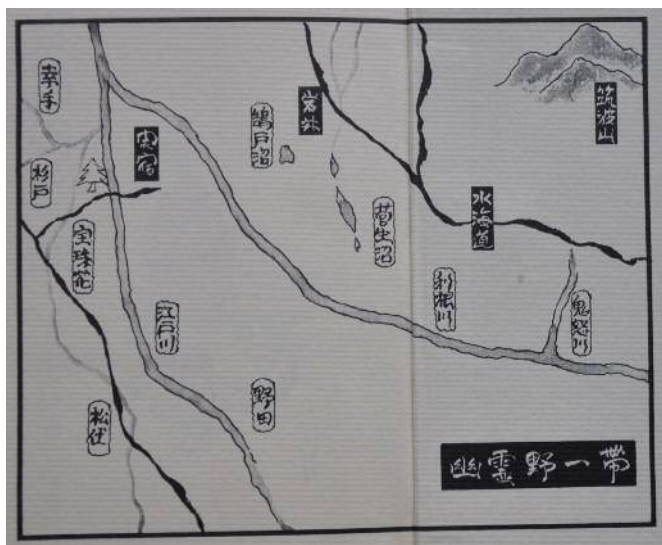 筑波山
水海道
岩井
鵠戸沼
菅生沼
利根川
鬼怒川
関宿
幸手
杉戸
宝珠花
江戸川
野田
松伏
幽霊野一帯